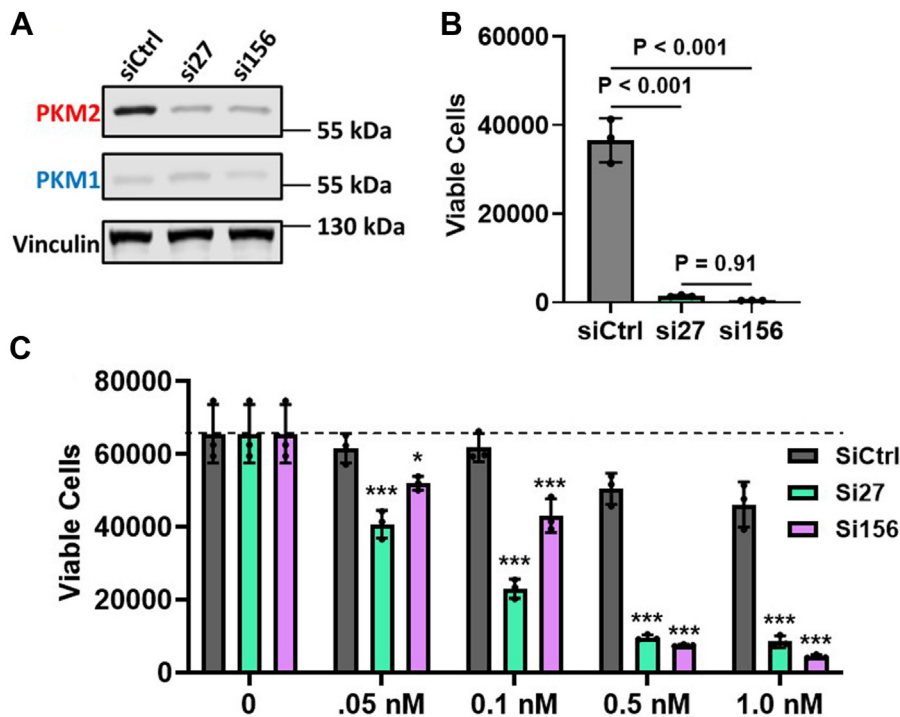 A
siCtrl
si27
si156
PKM2
55 kDa
PKM1
55 kDa
Vinculin
130 kDa
B
60000
40000
20000
0
Viable Cells
P < 0.001
P < 0.001
P = 0.91
siCtrl si27 si156
C
80000
60000
40000
20000
0
Viable Cells
*** *
*** ***
*** ***
*** ***
SiCtrl
Si27
Si156
0 .05 nM 0.1 nM 0.5 nM 1.0 nM